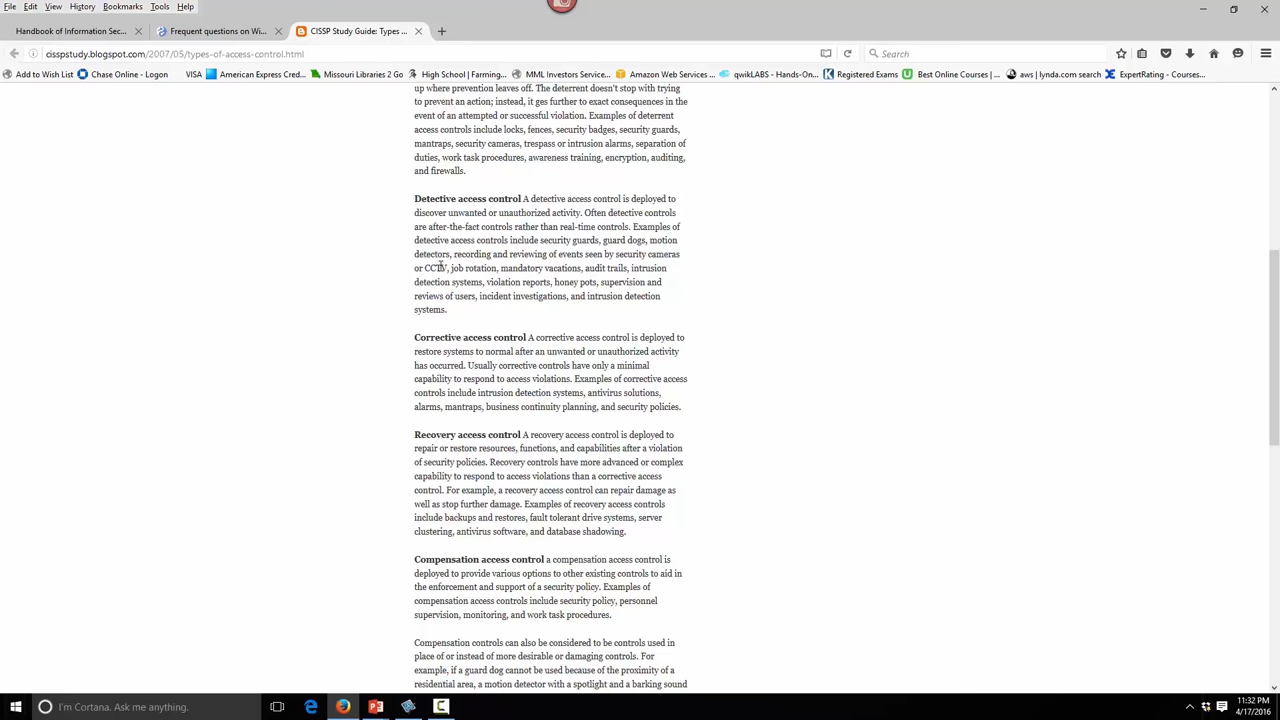 File Edit View History Bookmarks Tools Help
Handbook of Information Sec... Frequent questions on Wi... CISSP Study Guide: Types ...
cisspstudy.blogspot.com/2007/05/types-of-access-control.html Search
Add to Wish List Chase Online - Logon VISA American Express Cred... Missouri Libraries 2 Go High School | Farming... MML Investors Service... Amazon Web Services ... qwikLABS - Hands-On... Registered Exams Best Online Courses | ... aws | lynda.com search ExpertRating - Courses...
up where prevention leaves off. The deterrent doesn't stop with trying
to prevent an action; instead, it ges further to exact consequences in the
event of an attempted or successful violation. Examples of deterrent
access controls include locks, fences, security badges, security guards,
mantraps, security cameras, trespass or intrusion alarms, separation of
duties, work task procedures, awareness training, encryption, auditing,
and firewalls.
Detective access control A detective access control is deployed to
discover unwanted or unauthorized activity. Often detective controls
are after-the-fact controls rather than real-time controls. Examples of
detective access controls include security guards, guard dogs, motion
detectors, recording and reviewing of events seen by security cameras
or CCTV, job rotation, mandatory vacations, audit trails, intrusion
detection systems, violation reports, honey pots, supervision and
reviews of users, incident investigations, and intrusion detection
systems.
Corrective access control A corrective access control is deployed to
restore systems to normal after an unwanted or unauthorized activity
has occurred. Usually corrective controls have only a minimal
capability to respond to access violations. Examples of corrective access
controls include intrusion detection systems, antivirus solutions,
alarms, mantraps, business continuity planning, and security policies.
Recovery access control A recovery access control is deployed to
repair or restore resources, functions, and capabilities after a violation
of security policies. Recovery controls have more advanced or complex
capability to respond to access violations than a corrective access
control. For example, a recovery access control can repair damage as
well as stop further damage. Examples of recovery access controls
include backups and restores, fault tolerant drive systems, server
clustering, antivirus software, and database shadowing.
Compensation access control a compensation access control is
deployed to provide various options to other existing controls to aid in
the enforcement and support of a security policy. Examples of
compensation access controls include security policy, personnel
supervision, monitoring, and work task procedures.
Compensation controls can also be considered to be controls used in
place of or instead of more desirable or damaging controls. For
example, if a guard dog cannot be used because of the proximity of a
residential area, a motion detector with a spotlight and a barking sound
I'm Cortana. Ask me anything.
11:32 PM
4/17/2016